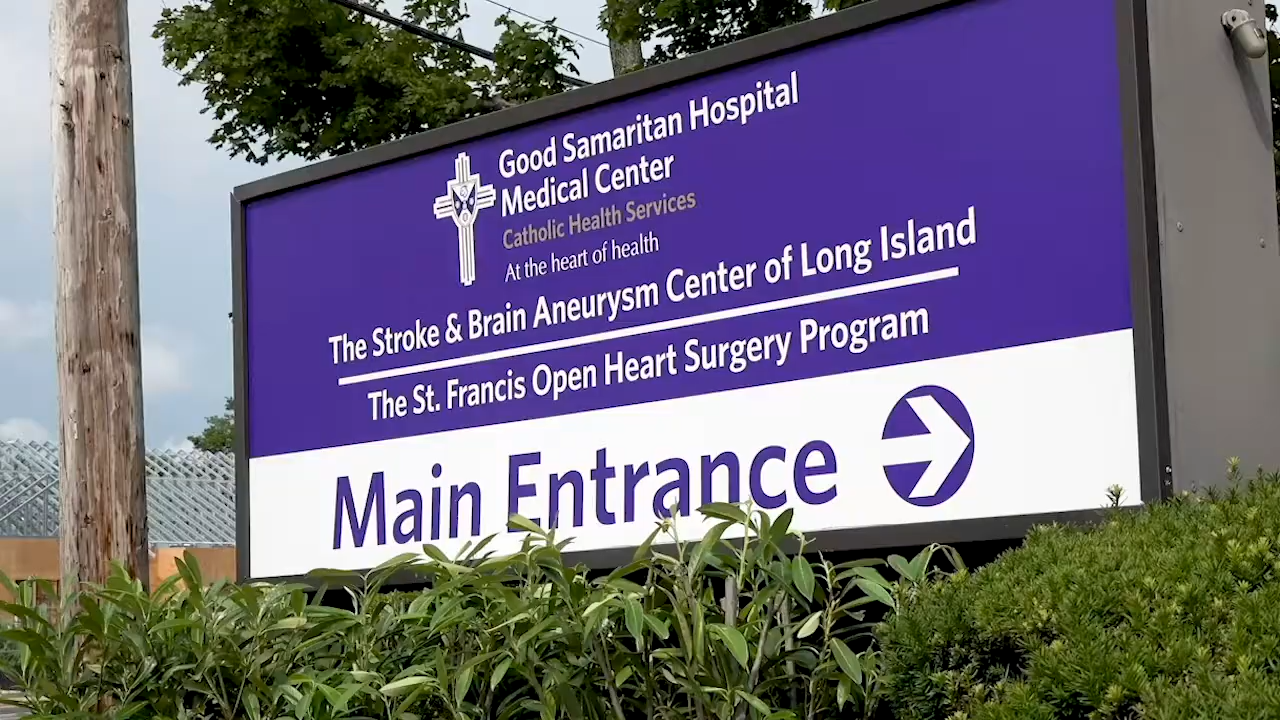 Good Samaritan Hospital
Medical Center
Catholic Health Services
At the heart of health
The Stroke & Brain Aneurysm Center of Long Island
The St. Francis Open Heart Surgery Program
Main Entrance